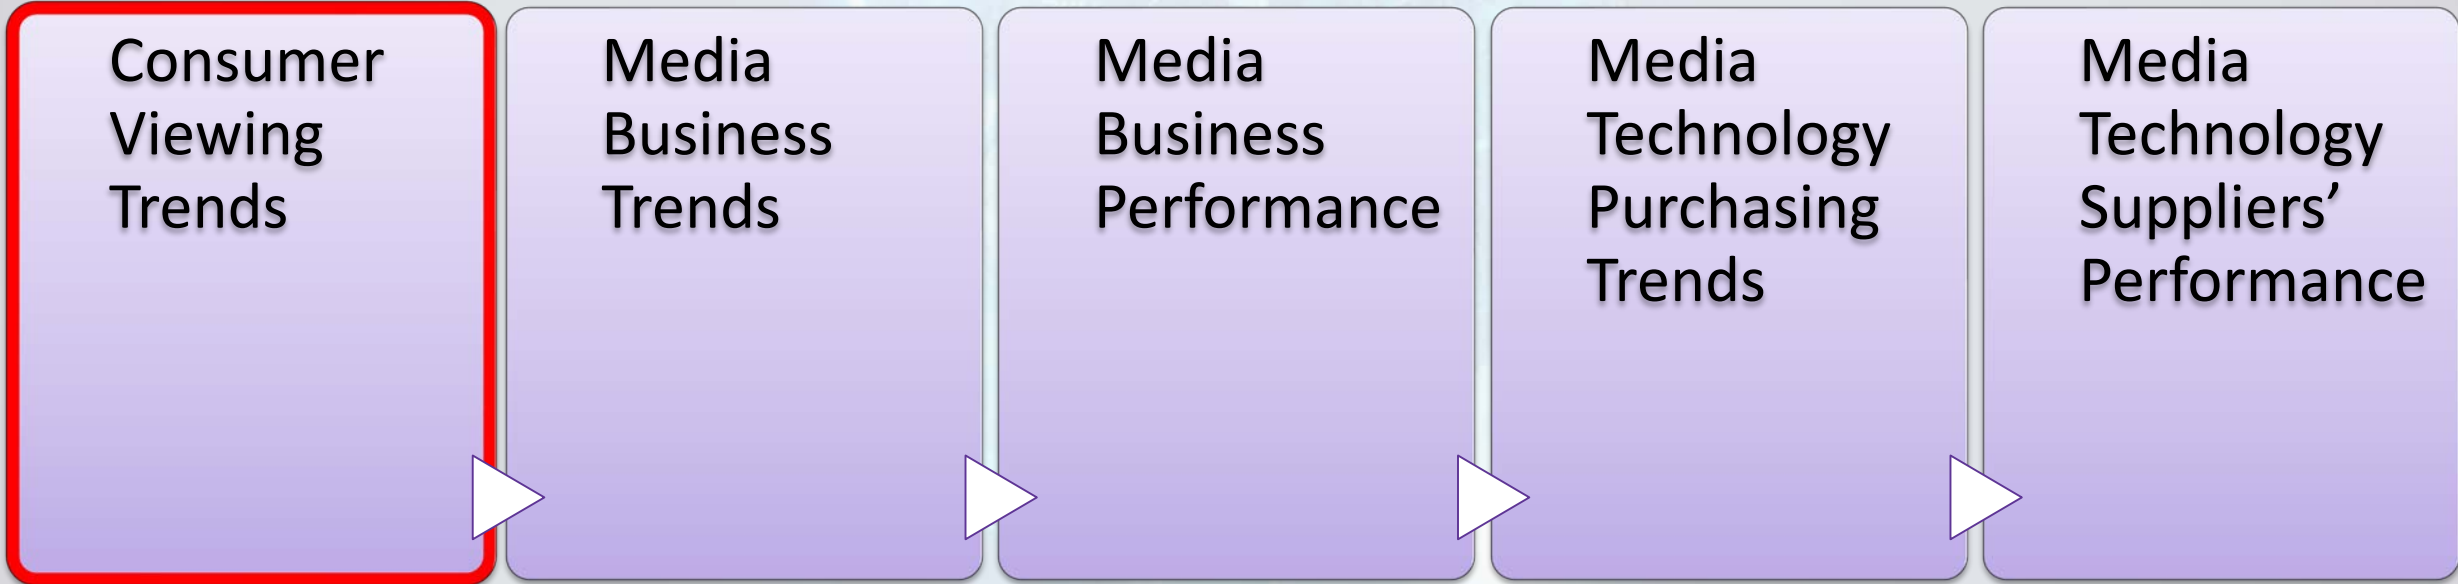 Consumer
Viewing
Trends
Media
Business
Trends
Media
Business
Performance
Media
Technology
Purchasing
Trends
Media
Technology
Suppliers’
Performance